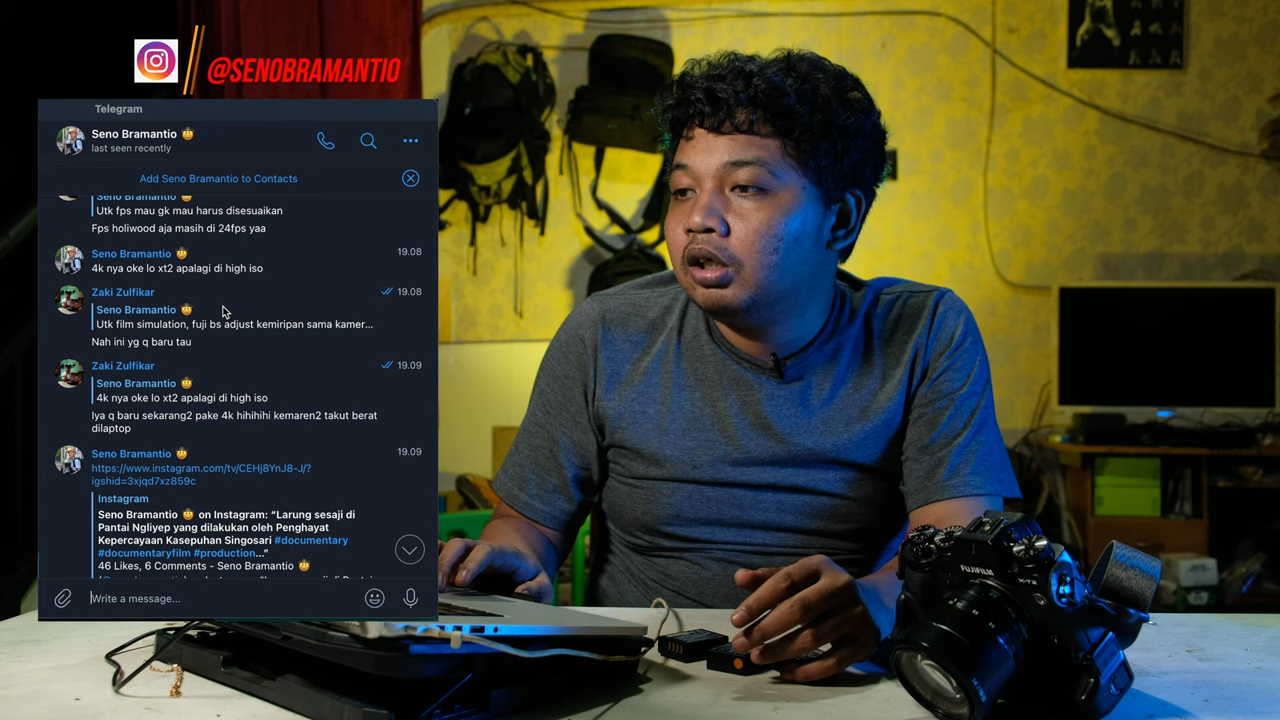 @SENOBRAMANTIO
Telegram
Seno Bramantio
last seen recently
Add Seno Bramantio to Contacts
Seno Bramantio
Utk fps mau gk mau harus disesuaikan
Fps holiwood aja masih di 24fps yaa
Seno Bramantio 19.08
4k nya oke lo xt2 apalagi di high iso
Zaki Zulfikar 19.08
Seno Bramantio
Utk film simulation, fuji bs adjust kemiripan sama kamer...
Nah ini yg q baru tau
Zaki Zulfikar 19.09
Seno Bramantio
4k nya oke lo xt2 apalagi di high iso
Iya q baru sekarang2 pake 4k hihihihi kemaren2 takut berat
dilaptop
Seno Bramantio 19.09
https://www.instagram.com/tv/CEHj8YnJ8-J/?
igshid=3xjqd7xz859c
Instagram
Seno Bramantio on Instagram: “Larung sesaji di
Pantai Ngliyep yang dilakukan oleh Penghayat
Kepercayaan Kasepuhan Singosari #documentary
#documentaryfilm #production...”
46 Likes, 6 Comments - Seno Bramantio
Write a message...
FUJIFILM
X-T2